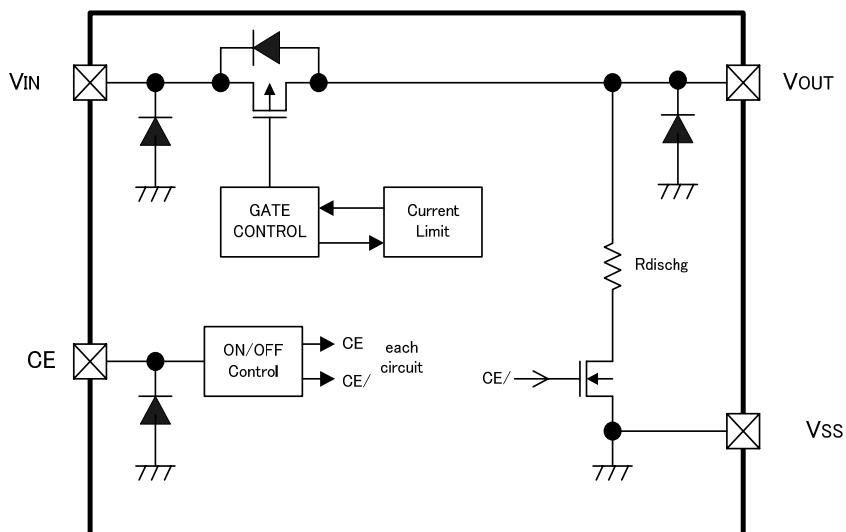 VIN
VOUT
GATE
CONTROL
Current
Limit
Rdischg
CE
ON/OFF
Control
CE
CE/
each
circuit
CE/
VSS